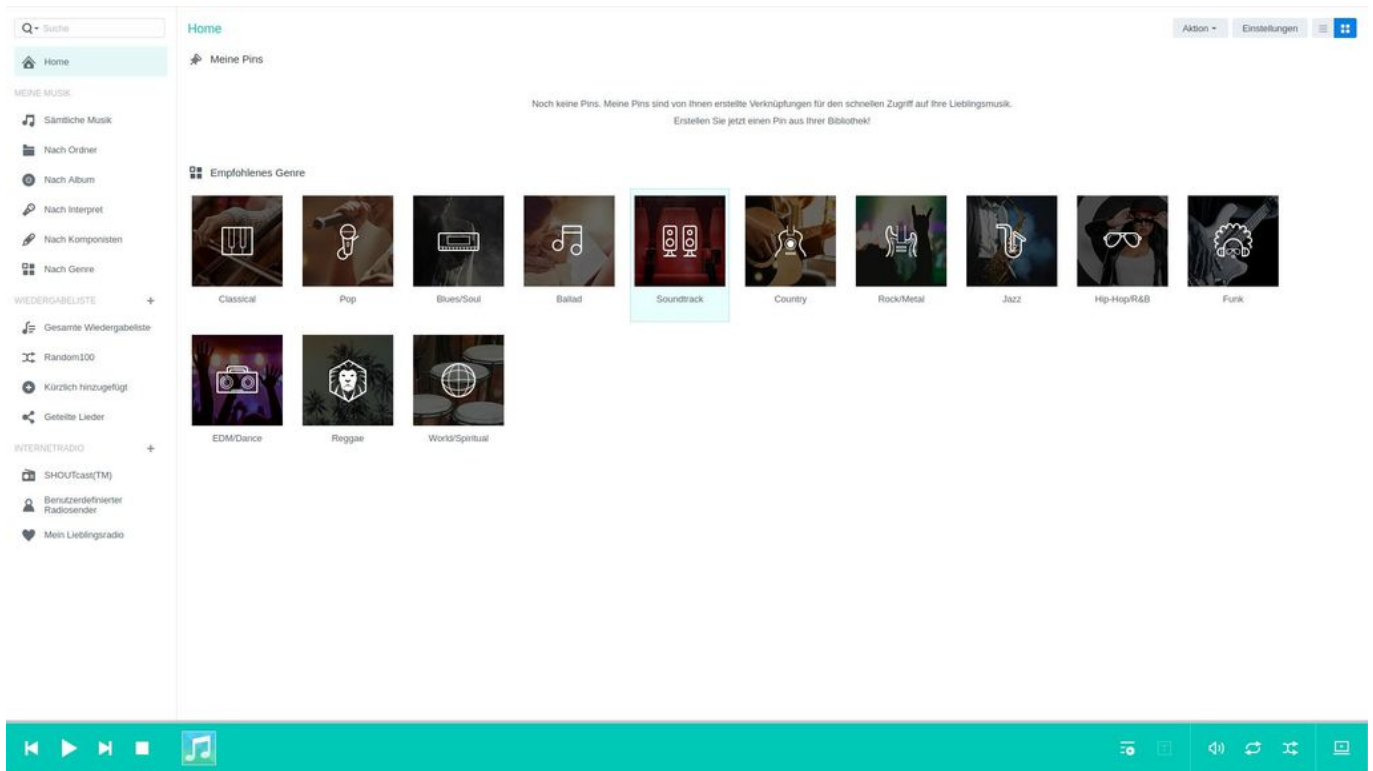 Suche
Home
MEINE MUSIK
Sämtliche Musik
Nach Ordner
Nach Album
Nach Interpret
Nach Komponisten
Nach Genre
WIEDERGABELISTE +
Gesamte Wiedergabeliste
Random100
Kürzlich hinzugefügt
Geteilte Lieder
INTERNETRADIO +
SHOUTcast(TM)
Benutzerdefinierter
Radiosender
Mein Lieblingsradio
Home
Aktion Einstellungen
Meine Pins
Noch keine Pins. Meine Pins sind von Ihnen erstellte Verknüpfungen für den schnellen Zugriff auf Ihre Lieblingsmusik.
Erstellen Sie jetzt einen Pin aus Ihrer Bibliothek!
Empfohlenes Genre
Classical Pop Blues/Soul Ballad Soundtrack Country Rock/Metal Jazz Hip-Hop/R&B Funk
EDM/Dance Reggae World/Spiritual